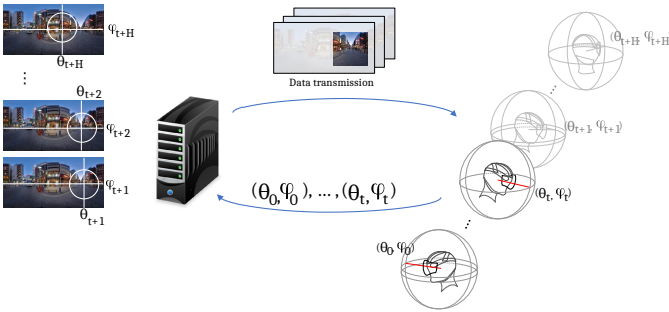 φt+H
θt+H
⋮
θt+2
φt+2
φt+1
θt+1
Data transmission
(θ0,φ0), ... ,(θt,φt)
(θt+H, φt+H)
(θt+1, φt+1)
(θt, φt)
(θ0, φ0)